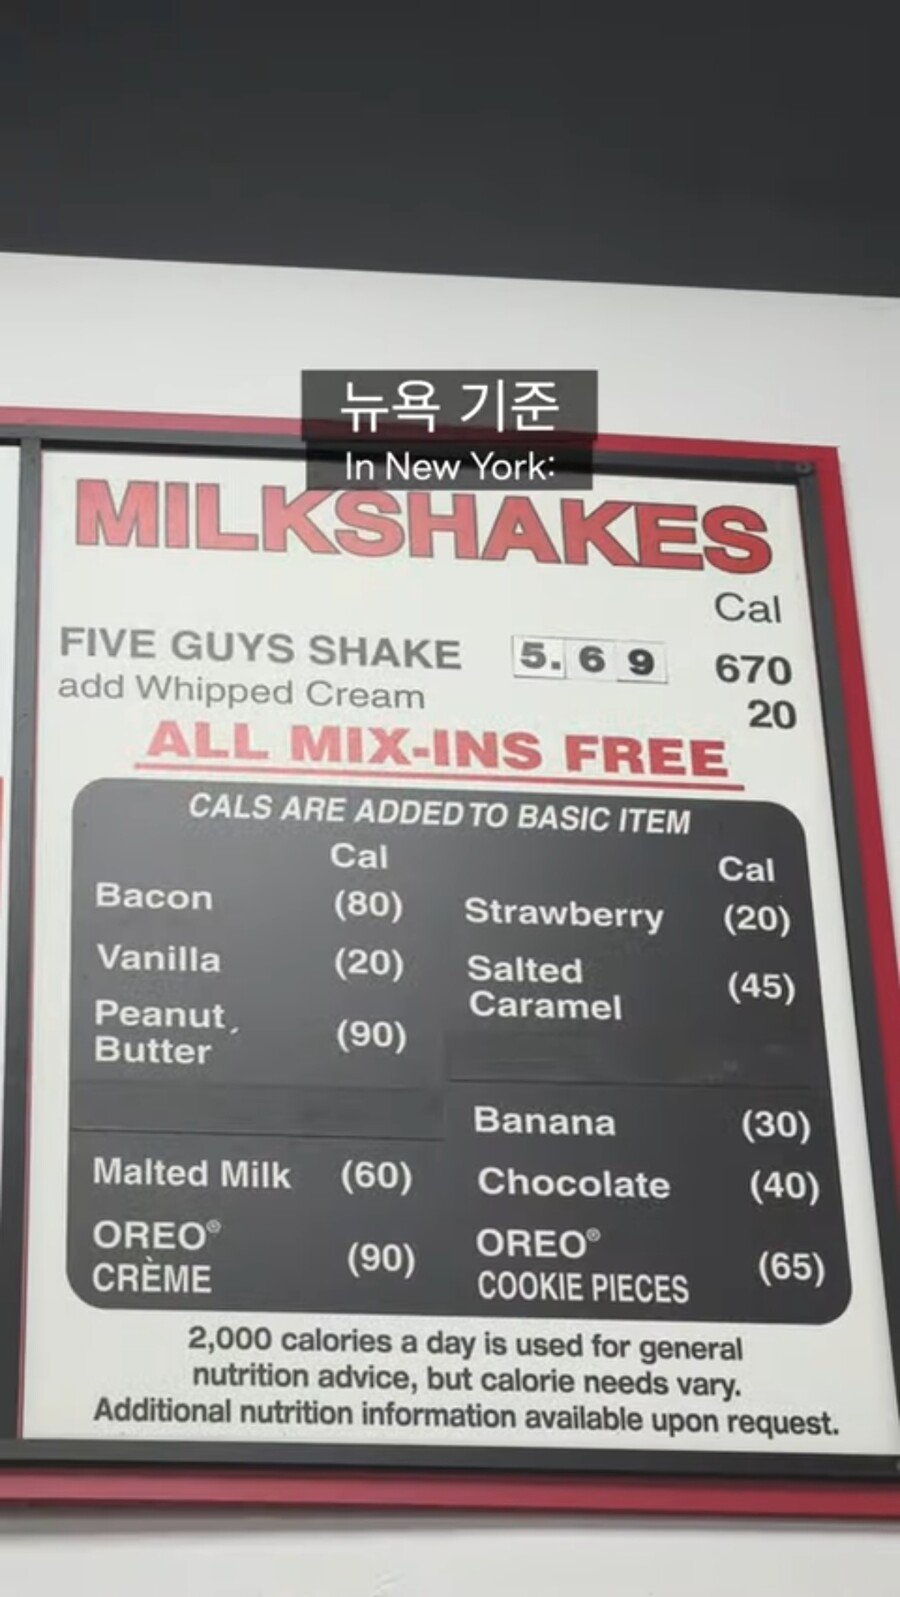 뉴욕 기준
In New York:
MILKSHAKES
Cal
FIVE GUYS SHAKE 5.69 670
add Whipped Cream 20
ALL MIX-INS FREE
CALS ARE ADDED TO BASIC ITEM
Cal Cal
Bacon (80) Strawberry (20)
Vanilla (20) Salted Caramel (45)
Peanut Butter (90)
Banana (30)
Malted Milk (60) Chocolate (40)
OREO® CRÈME (90) OREO® COOKIE PIECES (65)
2,000 calories a day is used for general
nutrition advice, but calorie needs vary.
Additional nutrition information available upon request.